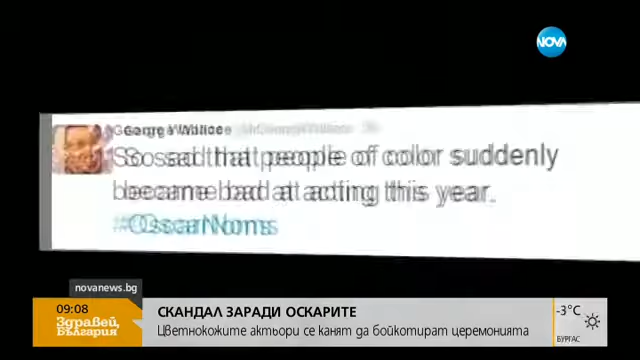 NOVA
George Wallace
So sad that people of color suddenly
became bad at acting this year.
#OscarNoms
novanews.bg
09:08
СКАНДАЛ ЗАРАДИ ОСКАРИТЕ
-3°C
Здравей,
България
Цветнокожите актьори се канят да бойкотират церемонията
БУРГАС